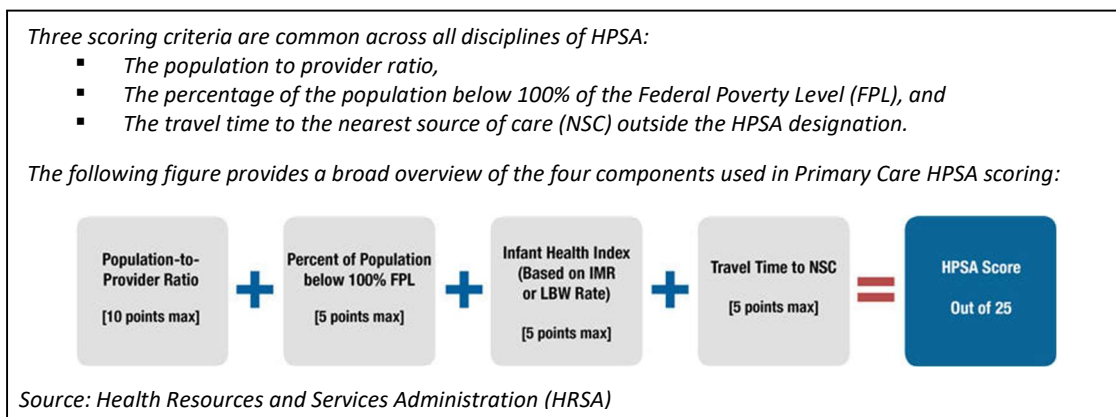 Three scoring criteria are common across all disciplines of HPSA:
▪ The population to provider ratio,
▪ The percentage of the population below 100% of the Federal Poverty Level (FPL), and
▪ The travel time to the nearest source of care (NSC) outside the HPSA designation.
The following figure provides a broad overview of the four components used in Primary Care HPSA scoring:
Population-to-
Provider Ratio
[10 points max]
+
Percent of Population
below 100% FPL
[5 points max]
+
Infant Health Index
(Based on IMR
or LBW Rate)
[5 points max]
+
Travel Time to NSC
[5 points max]
=
HPSA Score
Out of 25
Source: Health Resources and Services Administration (HRSA)